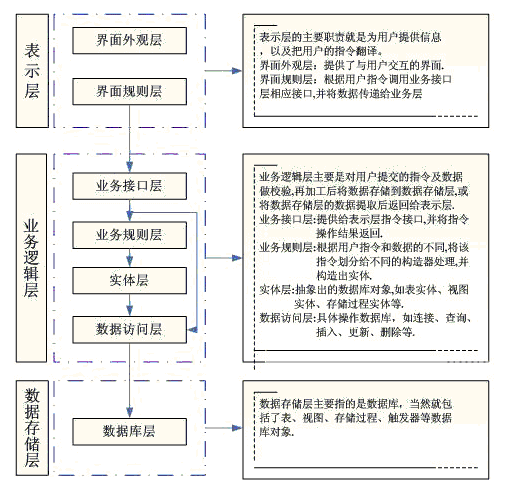 表示层
界面外观层
界面规则层
表示层的主要职责就是为用户提供信息
，以及把用户的指令翻译。
界面外观层：提供了与用户交互的界面.
界面规则层：根据用户指令调用业务接口
层相应接口,并将数据传递给业务层
业务逻辑层
业务接口层
业务规则层
实体层
数据访问层
业务逻辑层主要是对用户提交的指令及数据
做校验,再加工后将数据存储到数据存储层,或
将数据存储层的数据提取后返回给表示层.
业务接口层:提供给表示层指令接口,并将指令
操作结果返回.
业务规则层:根据用户指令和数据的不同,将该
指令划分给不同的构造器处理,并
构造出实体.
实体层:抽象出的数据库对象,如表实体、视图
实体、存储过程实体等.
数据访问层:具体操作数据库，如连接、查询、
插入、更新、删除等.
数据存储层
数据库层
数据存储层主要指的是数据库，当然就包
括了表、视图、存储过程、触发器等数据
库对象.